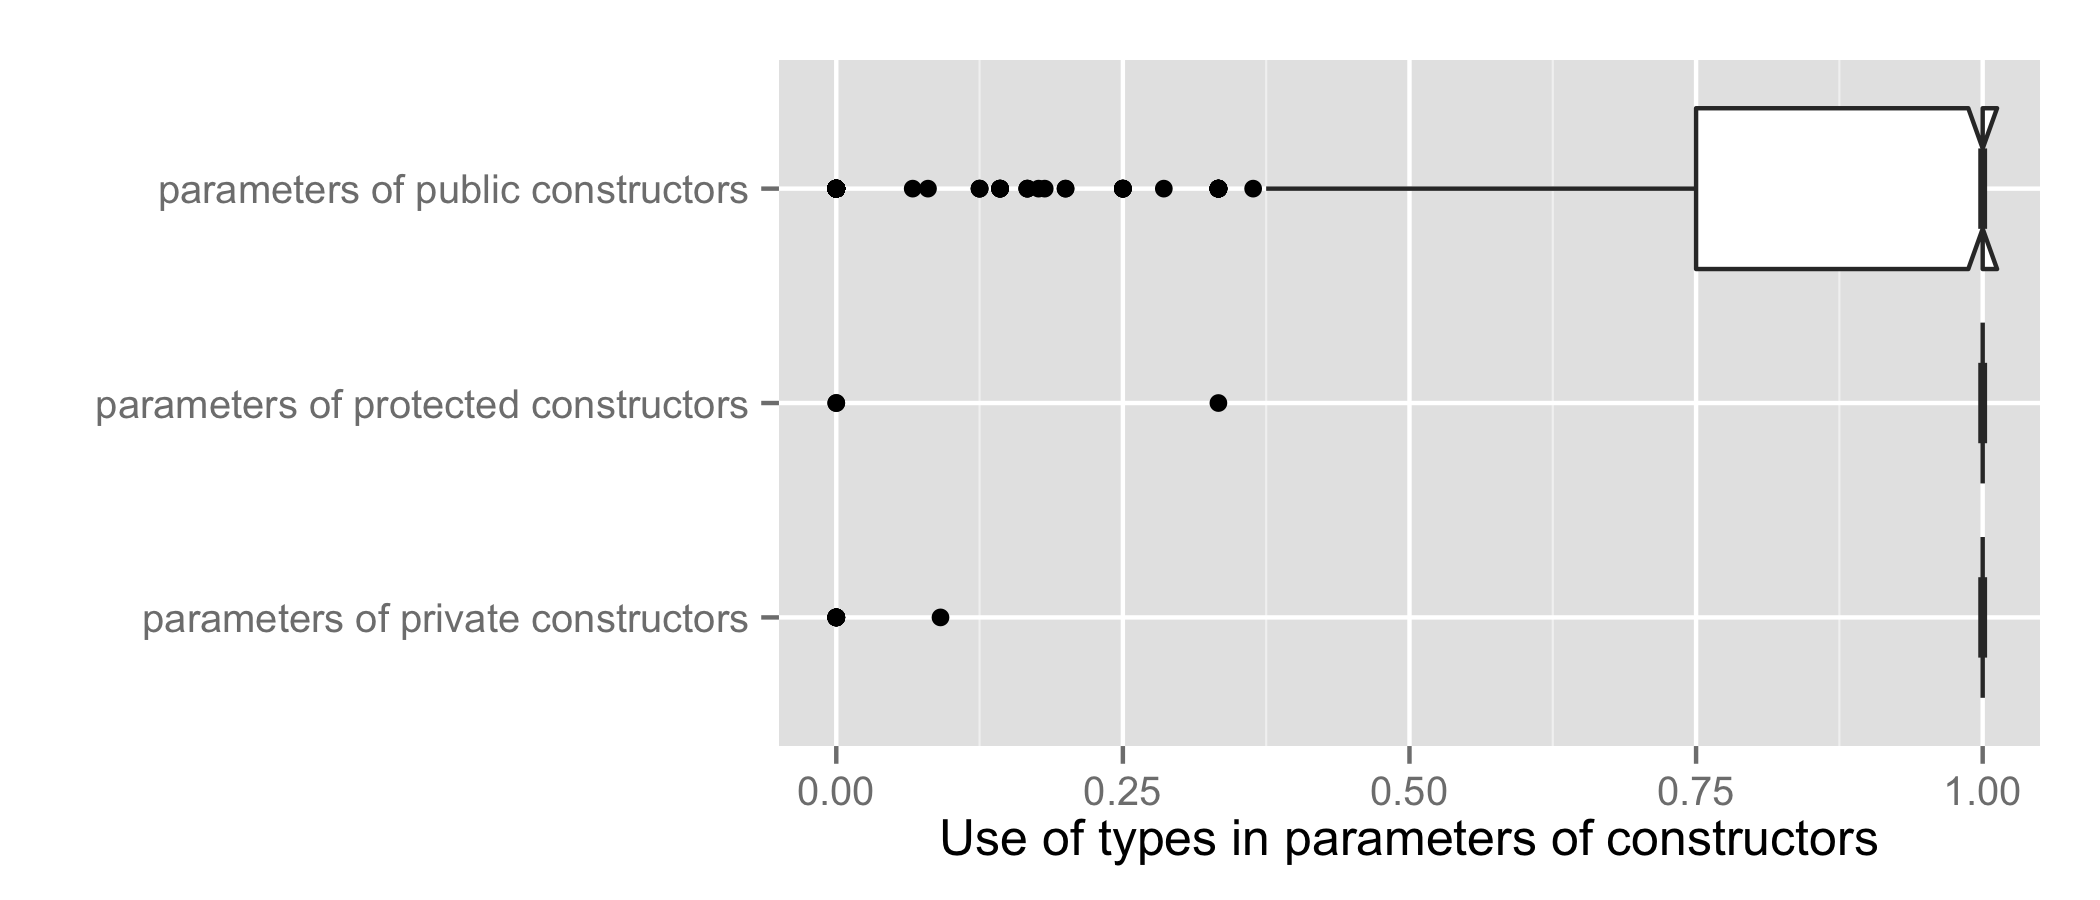 parameters of public constructors
parameters of protected constructors
parameters of private constructors
0.00 0.25 0.50 0.75 1.00
Use of types in parameters of constructors